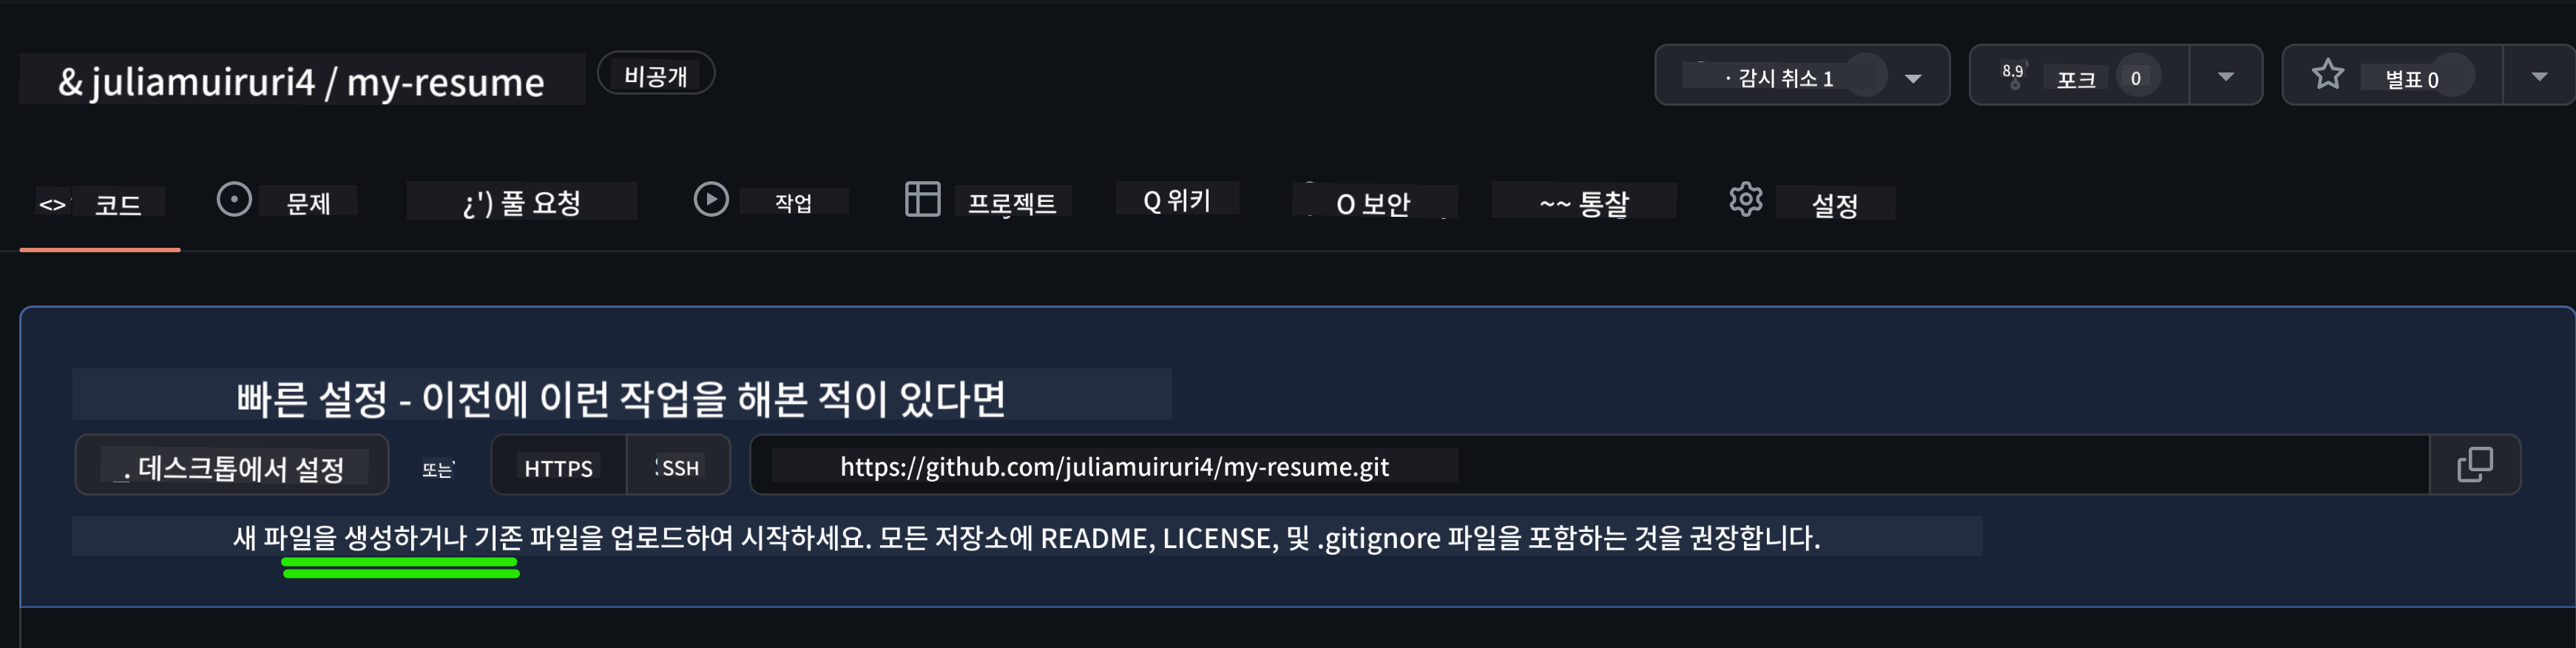 & juliamuiruri4 / my-resume 비공개 · 감시 취소 1 8.9 포크 0 별표 0
<> 코드 문제 ¿') 풀 요청 작업 프로젝트 Q 위키 O 보안 ~~ 통찰 설정
빠른 설정 - 이전에 이런 작업을 해본 적이 있다면
_. 데스크톱에서 설정 또는 HTTPS SSH https://github.com/juliamuiruri4/my-resume.git
새 파일을 생성하거나 기존 파일을 업로드하여 시작하세요. 모든 저장소에 README, LICENSE, 및 .gitignore 파일을 포함하는 것을 권장합니다.